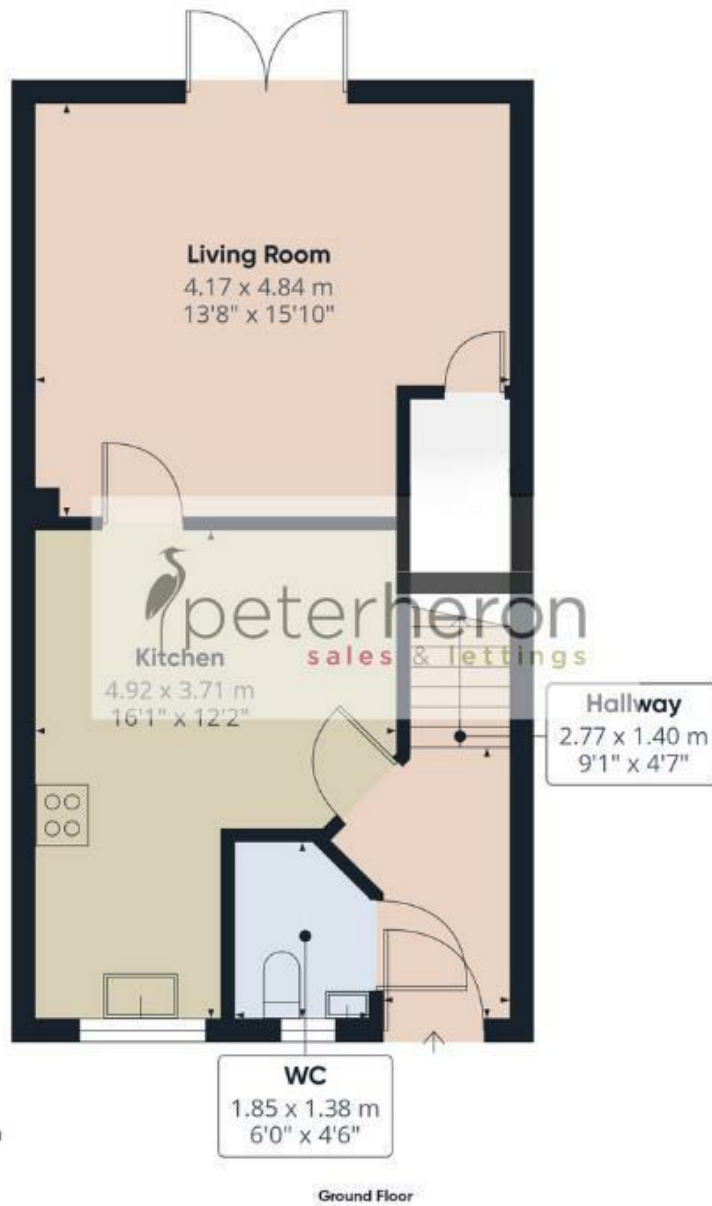 Living Room
4.17 x 4.84 m
13'8" x 15'10"
peterheron
sales & lettings
Kitchen
4.92 x 3.71 m
16'1" x 12'2"
Hallway
2.77 x 1.40 m
9'1" x 4'7"
WC
1.85 x 1.38 m
6'0" x 4'6"
Ground Floor